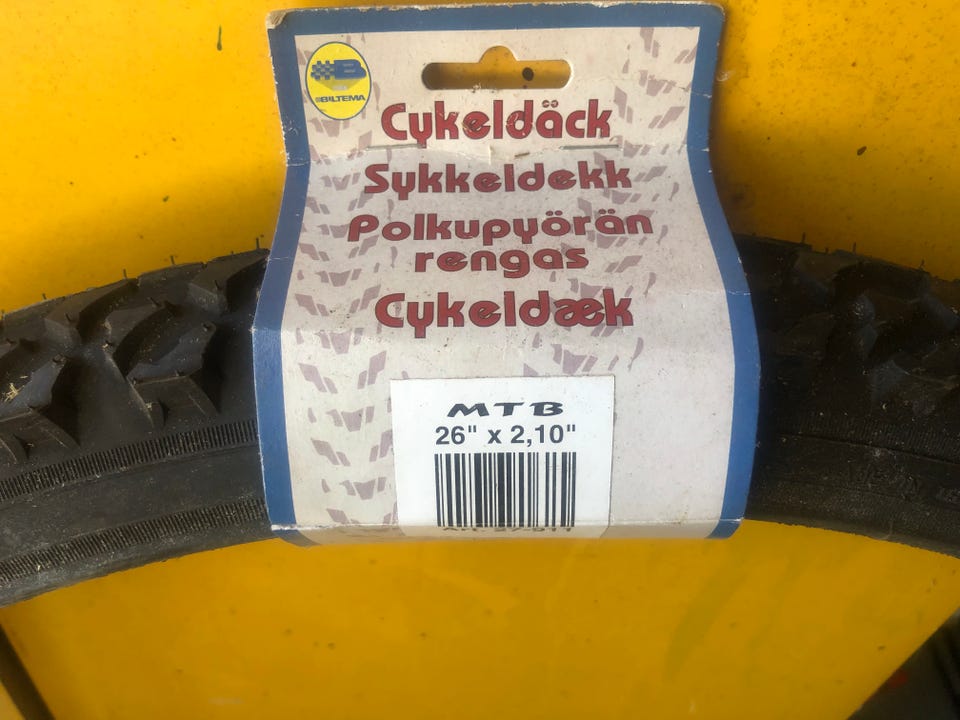 B
BILTEMA
Cykeldäck
Sykkeldekk
Polkupyörän
rengas
Cykeldæk
MTB
26" x 2,10"